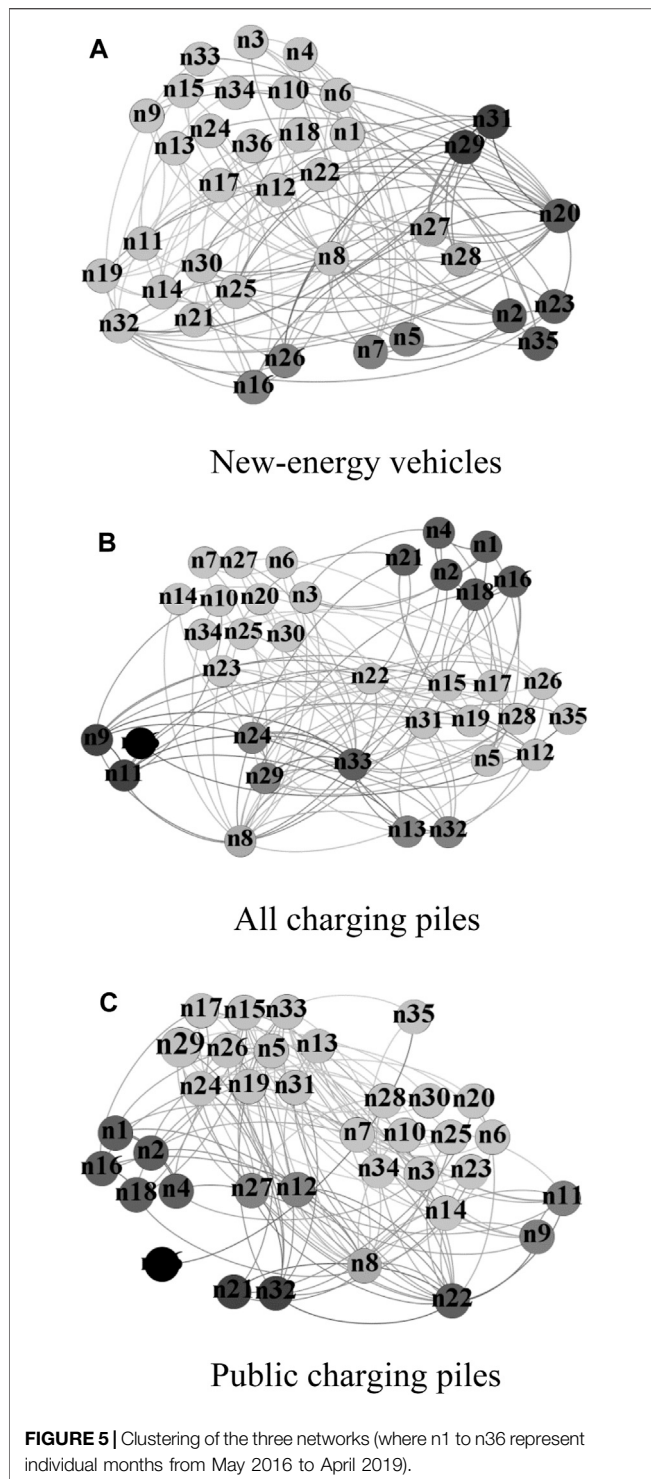 A
n3
n33
n4
n15
n34
n10
n6
n9
n24
n18
n1
n31
n13
n36
n29
n17
n12
n22
n20
n27
n11
n8
n28
n19
n30
n14
n25
n32
n21
n2
n23
n5
n35
n7
n26
n16
New-energy vehicles
B
n4
n1
n7
n27
n6
n21
n2
n16
n18
n14
n10
n20
n3
n34
n25
n30
n23
n22
n15
n17
n26
n31
n19
n28
n35
n9
n24
n11
n33
n5
n12
n29
n8
n13
n32
All charging piles
C
n17
n15
n33
n35
n29
n26
n5
n13
n24
n19
n31
n28
n30
n20
n1
n7
n10
n25
n6
n2
n16
n34
n3
n23
n18
n4
n27
n12
n11
n14
n9
n8
n21
n32
n22
Public charging piles
FIGURE 5 | Clustering of the three networks (where n1 to n36 represent
individual months from May 2016 to April 2019).